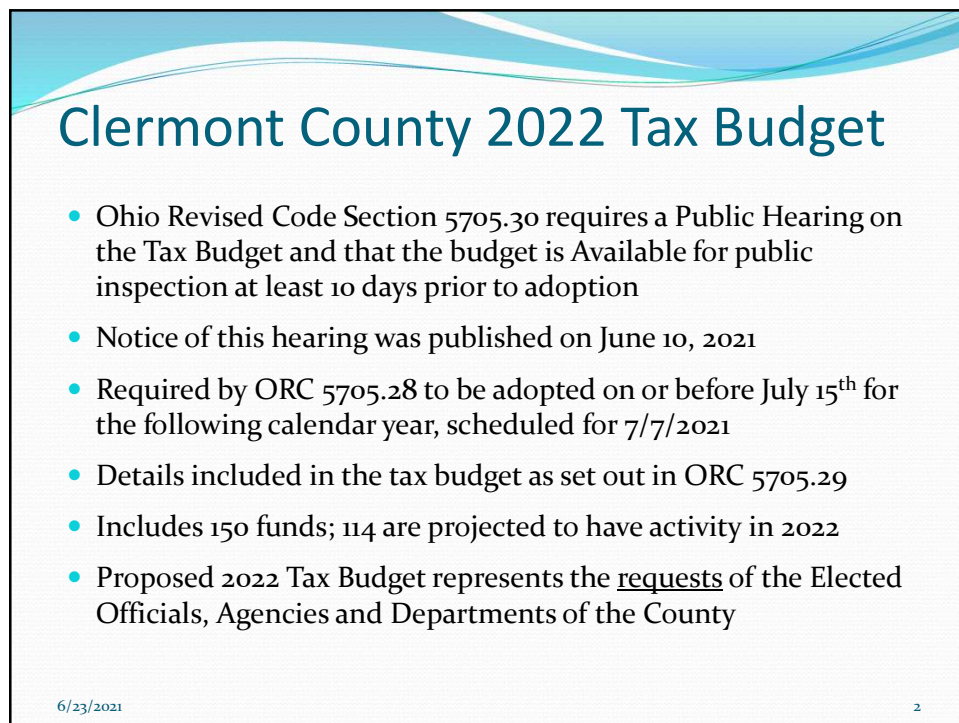 Clermont County 2022 Tax Budget
• Ohio Revised Code Section 5705.30 requires a Public Hearing on
the Tax Budget and that the budget is Available for public
inspection at least 10 days prior to adoption
• Notice of this hearing was published on June 10, 2021
• Required by ORC 5705.28 to be adopted on or before July 15th for
the following calendar year, scheduled for 7/7/2021
• Details included in the tax budget as set out in ORC 5705.29
• Includes 150 funds; 114 are projected to have activity in 2022
• Proposed 2022 Tax Budget represents the requests of the Elected
Officials, Agencies and Departments of the County
6/23/2021
2